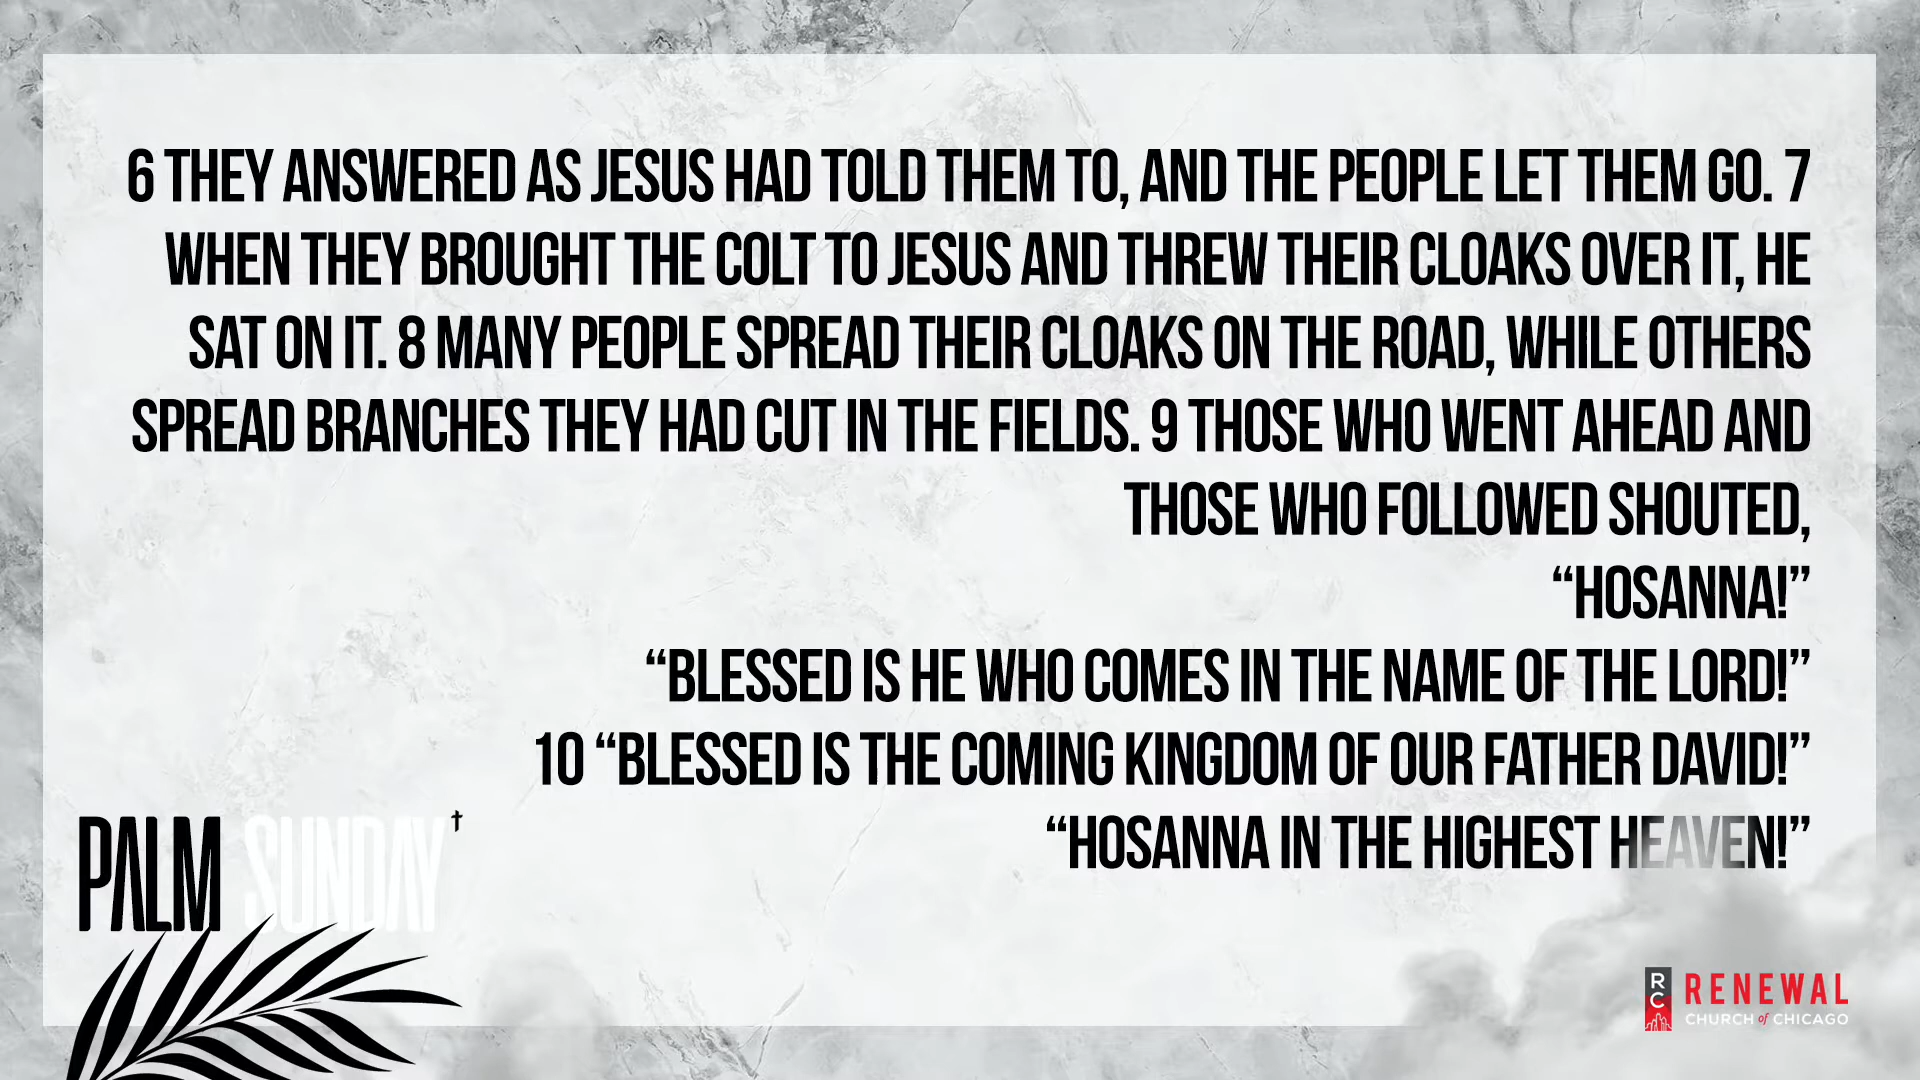 6 THEY ANSWERED AS JESUS HAD TOLD THEM TO, AND THE PEOPLE LET THEM GO. 7
WHEN THEY BROUGHT THE COLT TO JESUS AND THREW THEIR CLOAKS OVER IT, HE
SAT ON IT. 8 MANY PEOPLE SPREAD THEIR CLOAKS ON THE ROAD, WHILE OTHERS
SPREAD BRANCHES THEY HAD CUT IN THE FIELDS. 9 THOSE WHO WENT AHEAD AND
THOSE WHO FOLLOWED SHOUTED,
“HOSANNA!”
“BLESSED IS HE WHO COMES IN THE NAME OF THE LORD!”
10 “BLESSED IS THE COMING KINGDOM OF OUR FATHER DAVID!”
“HOSANNA IN THE HIGHEST HEAVEN!”
PALM SUNDAY
RC
RENEWAL
CHURCH of CHICAGO